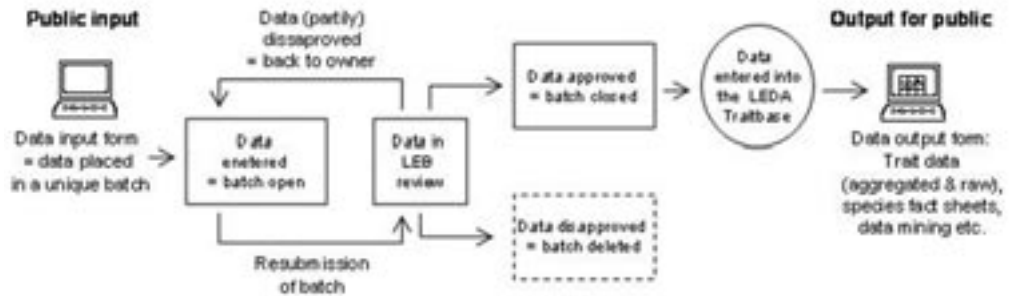 Public input
Data input form
= data placed
in a unique batch
Data (partily)
dissaproved
= back to owner
Data
enetered
= batch open
Data in
LEB
review
Resubmission
of batch
Data approved
= batch closed
Data disapproved
= batch deleted
Data
entered into
the LEDA
Traitbase
Output for public
Data output form:
Trait data
(aggregated & raw),
species fact sheets,
data mining etc.